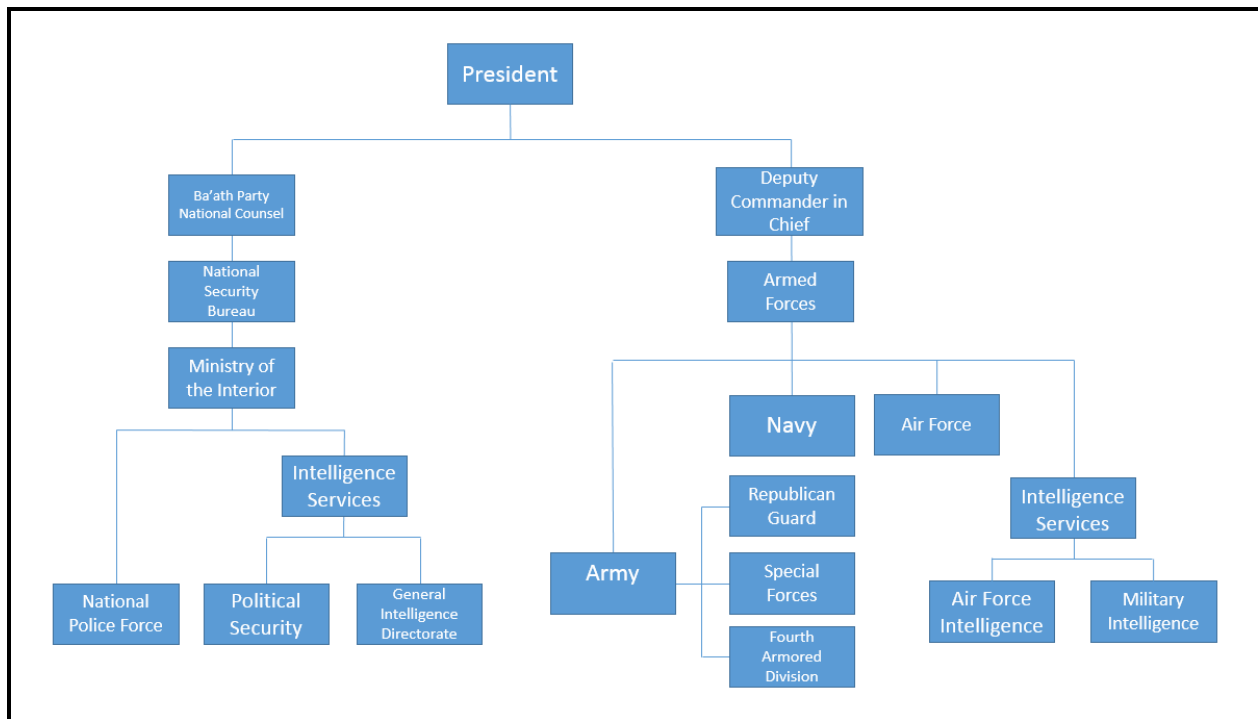 President
Ba'ath Party
National Counsel
Deputy
Commander in
Chief
National
Security
Bureau
Armed
Forces
Ministry of
the Interior
Navy
Air Force
Intelligence
Services
Republican
Guard
Intelligence
Services
Army
Special
Forces
National
Police Force
Political
Security
General
Intelligence
Directorate
Air Force
Intelligence
Military
Intelligence
Fourth
Armored
Division